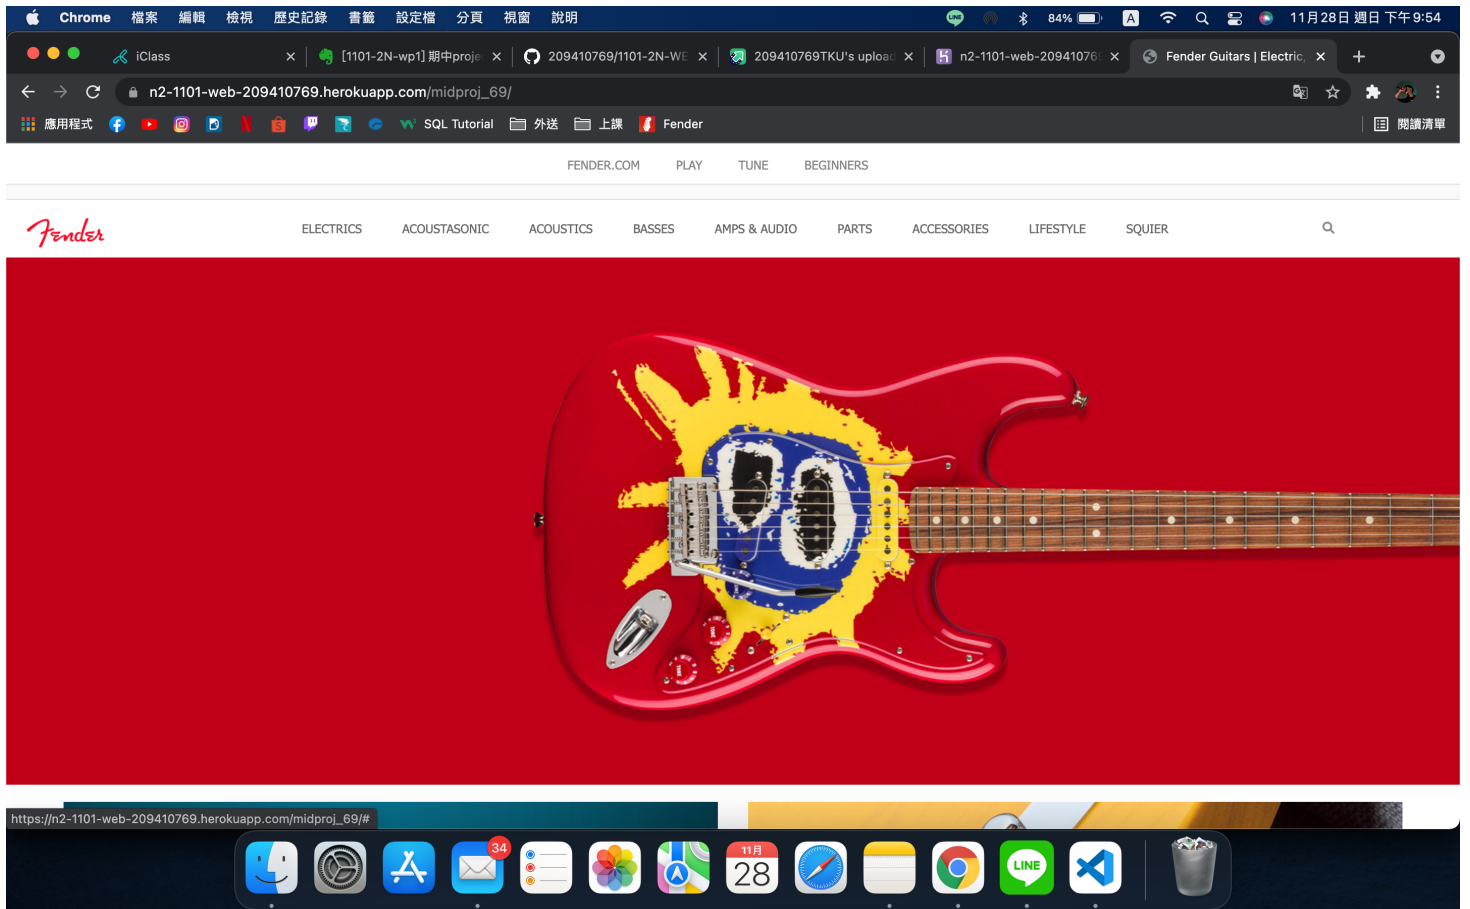 Chrome 檔案 編輯 檢視 歷史記錄 書籤 設定檔 分頁 視窗 說明 LINE 84% A 11月28日 週日 下午9:54
iClass [1101-2N-wp1] 期中proje 209410769/1101-2N-WE 209410769TKU's upload n2-1101-web-209410769 Fender Guitars | Electric,
n2-1101-web-209410769.herokuapp.com/midproj_69/
應用程式 SQL Tutorial 外送 上課 Fender 閱讀清單
FENDER.COM PLAY TUNE BEGINNERS
Fender ELECTRICS ACOUSTASONIC ACOUSTICS BASSES AMPS & AUDIO PARTS ACCESSORIES LIFESTYLE SQUIER
TONE
TONE
https://n2-1101-web-209410769.herokuapp.com/midproj_69/#
34
11月
28
LINE